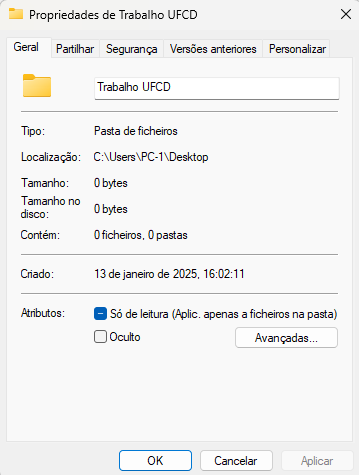 Propriedades de Trabalho UFCD
Geral Partilhar Segurança Versões anteriores Personalizar
Trabalho UFCD
Tipo: Pasta de ficheiros
Localização: C:\Users\PC-1\Desktop
Tamanho: 0 bytes
Tamanho no
disco: 0 bytes
Contém: 0 ficheiros, 0 pastas
Criado: 13 de janeiro de 2025, 16:02:11
Atributos: Só de leitura (Aplic. apenas a ficheiros na pasta)
Oculto Avançadas...
OK Cancelar Aplicar